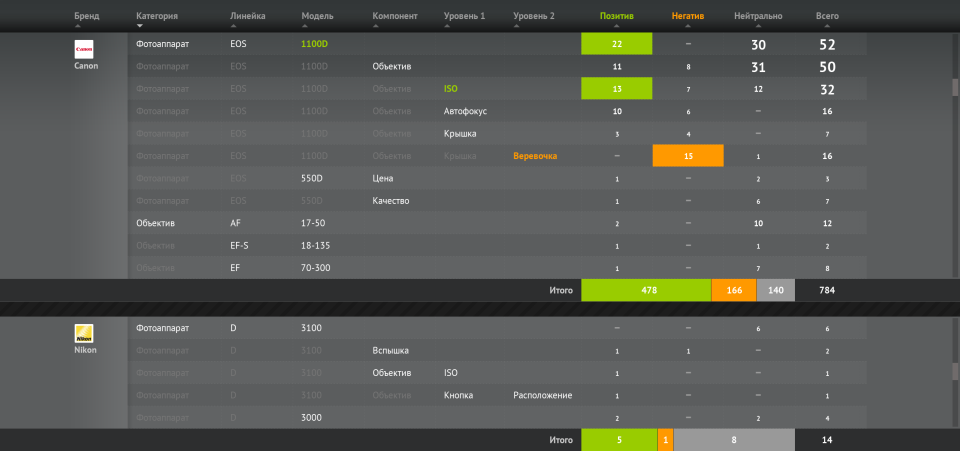 Бренд Категория Линейка Модель Компонент Уровень 1 Уровень 2 Позитив Негатив Нейтрально Всего
Canon
Canon
Фотоаппарат EOS 1100D 22 – 30 52
Фотоаппарат EOS 1100D Объектив 11 8 31 50
Фотоаппарат EOS 1100D Объектив ISO 13 7 12 32
Фотоаппарат EOS 1100D Объектив Автофокус 10 6 – 16
Фотоаппарат EOS 1100D Объектив Крышка 3 4 – 7
Фотоаппарат EOS 1100D Объектив Крышка Веревочка – 15 1 16
Фотоаппарат EOS 550D Цена 1 – 2 3
Фотоаппарат EOS 550D Качество 1 – 6 7
Объектив AF 17-50 2 – 10 12
Объектив EF-S 18-135 1 – 1 2
Объектив EF 70-300 1 – 7 8
Итого 478 166 140 784
Nikon
Nikon
Фотоаппарат D 3100 – – 6 6
Фотоаппарат D 3100 Вспышка 1 1 – 2
Фотоаппарат D 3100 Объектив ISO 1 – – 1
Фотоаппарат D 3100 Объектив Кнопка Расположение 1 – – 1
Фотоаппарат D 3000 2 – 2 4
Итого 5 1 8 14